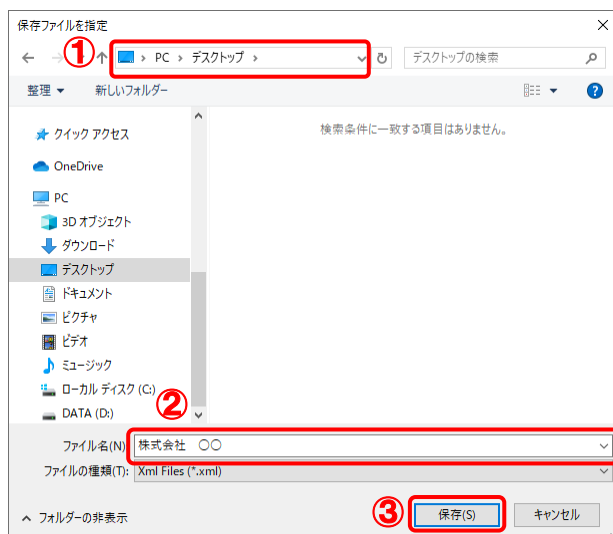 保存ファイルを指定
① PC › デスクトップ › デスクトップの検索
整理 新しいフォルダー
クイック アクセス
検索条件に一致する項目はありません。
OneDrive
PC
3D オブジェクト
ダウンロード
デスクトップ
ドキュメント
ピクチャ
ビデオ
ミュージック
ローカル ディスク (C:)
DATA (D:)
②
ファイル名(N): 株式会社 〇〇
ファイルの種類(T): Xml Files (*.xml)
フォルダーの非表示 ③ 保存(S) キャンセル